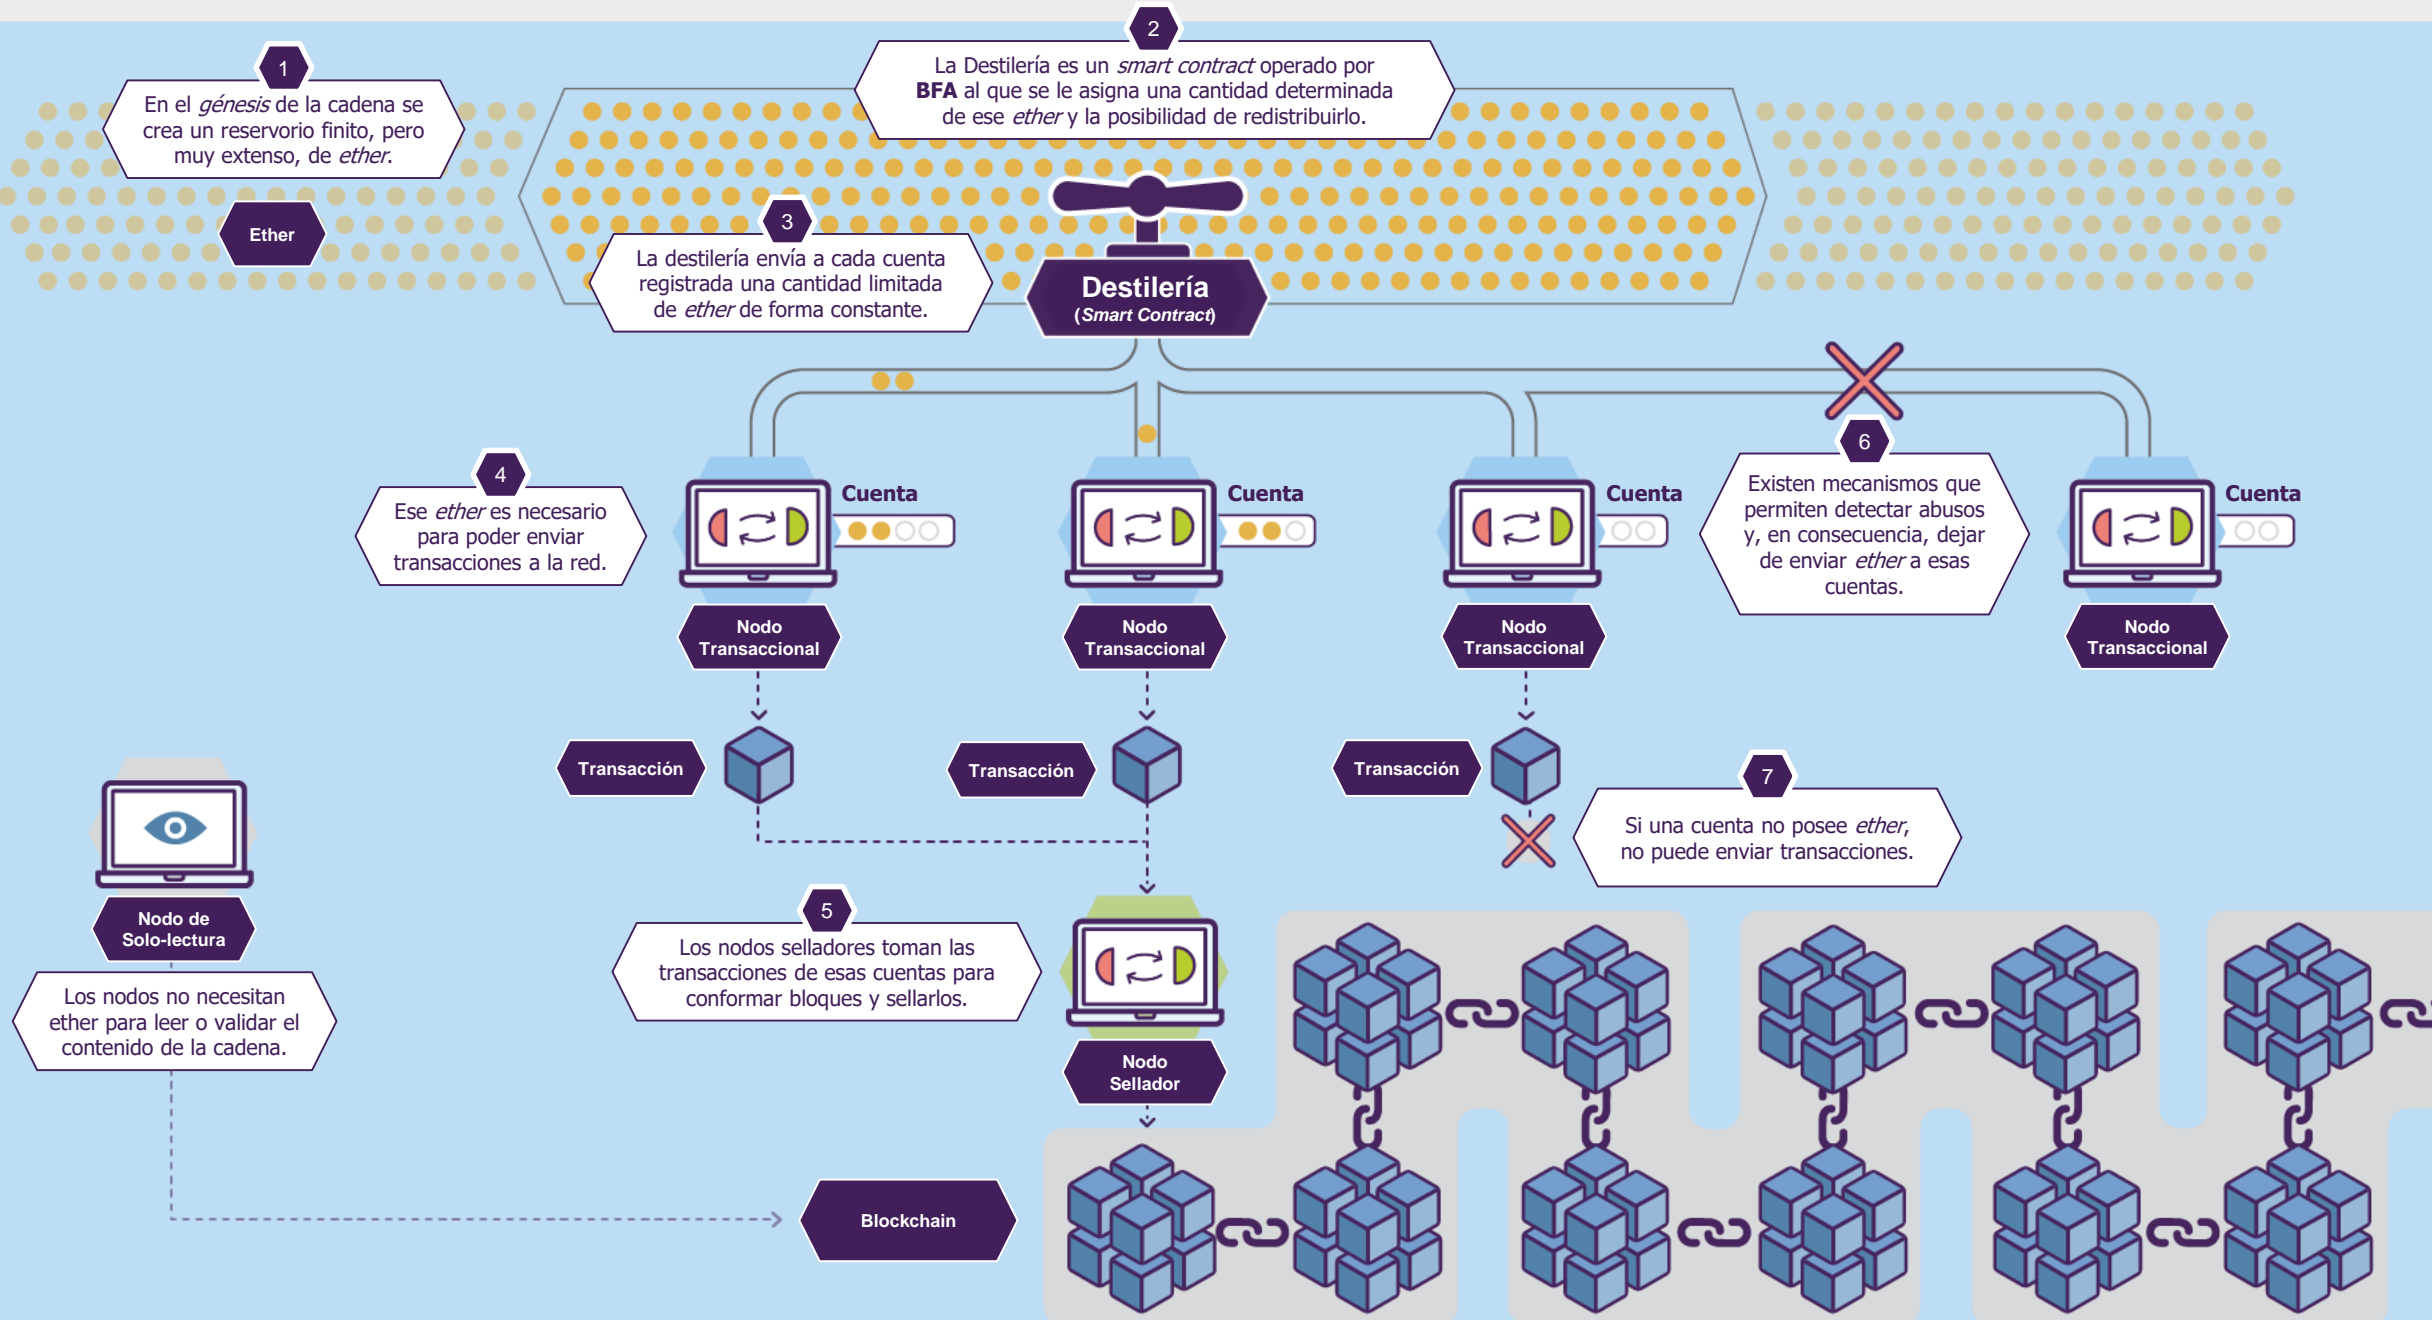 1
En el génesis de la cadena se
crea un reservorio finito, pero
muy extenso, de ether.
Ether
2
La Destilería es un smart contract operado por
BFA al que se le asigna una cantidad determinada
de ese ether y la posibilidad de redistribuirlo.
3
La destilería envía a cada cuenta
registrada una cantidad limitada
de ether de forma constante.
Destilería
(Smart Contract)
4
Ese ether es necesario
para poder enviar
transacciones a la red.
Cuenta
Nodo
Transaccional
Cuenta
Nodo
Transaccional
Cuenta
Nodo
Transaccional
6
Existen mecanismos que
permiten detectar abusos
y, en consecuencia, dejar
de enviar ether a esas
cuentas.
Cuenta
Nodo
Transaccional
Transacción
Transacción
Transacción
7
Si una cuenta no posee ether,
no puede enviar transacciones.
Nodo de
Solo-lectura
Los nodos no necesitan
ether para leer o validar el
contenido de la cadena.
5
Los nodos selladores toman las
transacciones de esas cuentas para
conformar bloques y sellarlos.
Nodo
Sellador
Blockchain